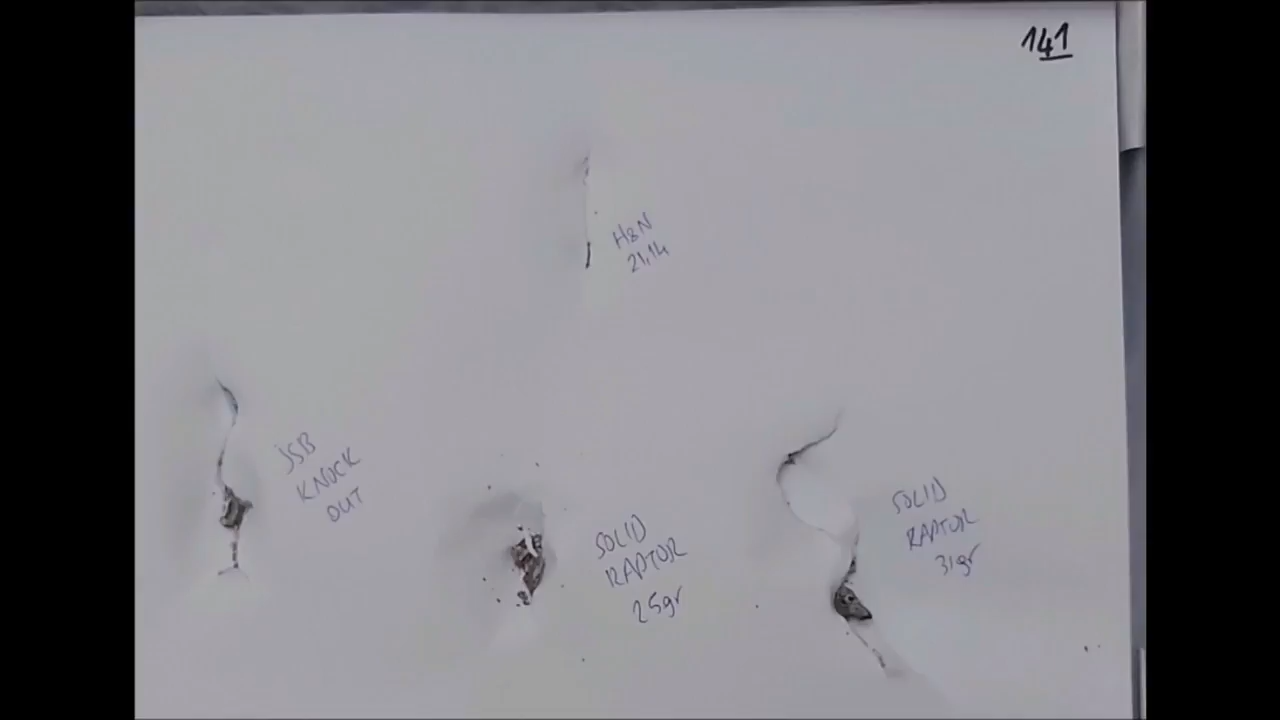 141
H&N
21,14
JSB
KNOCK
OUT
SOLID
RAPTOR
25gr
SOLID
RAPTOR
31gr